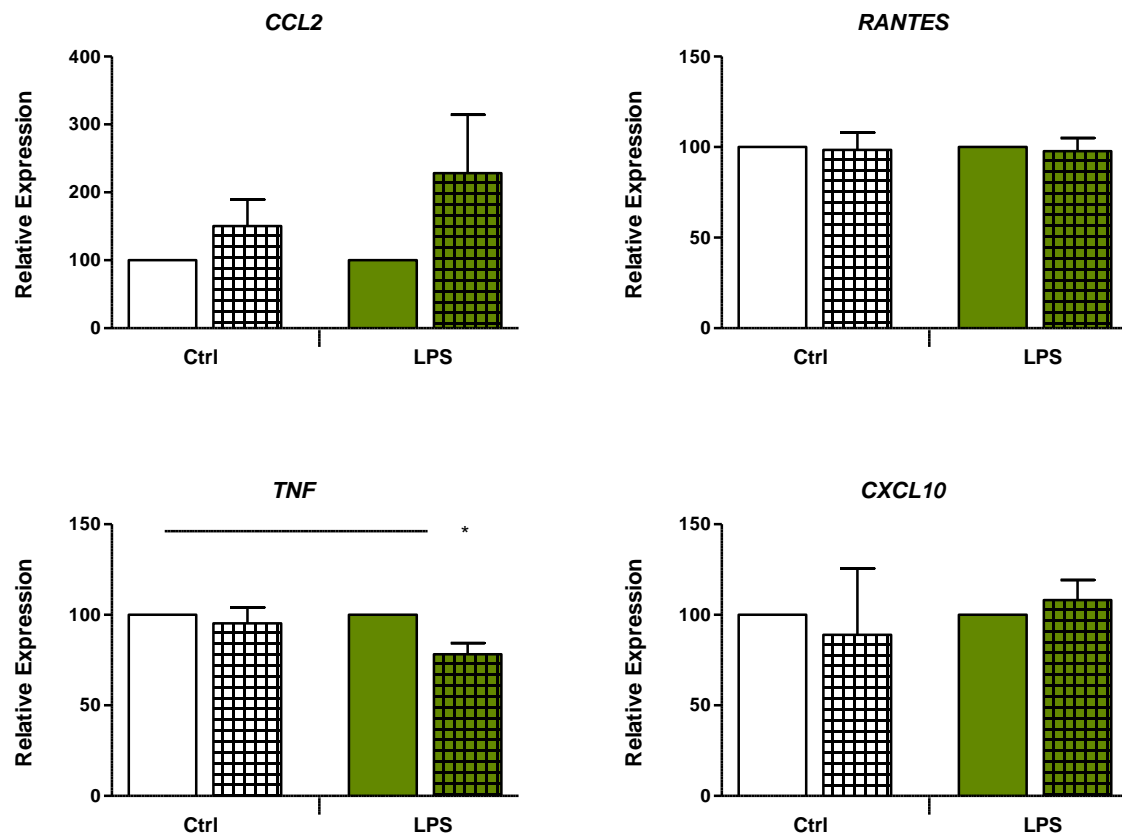 CCL2
Relative Expression
400
300
200
100
0
Ctrl
LPS
RANTES
Relative Expression
150
100
50
0
Ctrl
LPS
TNF
Relative Expression
150
100
50
0
*
Ctrl
LPS
CXCL10
Relative Expression
150
100
50
0
Ctrl
LPS